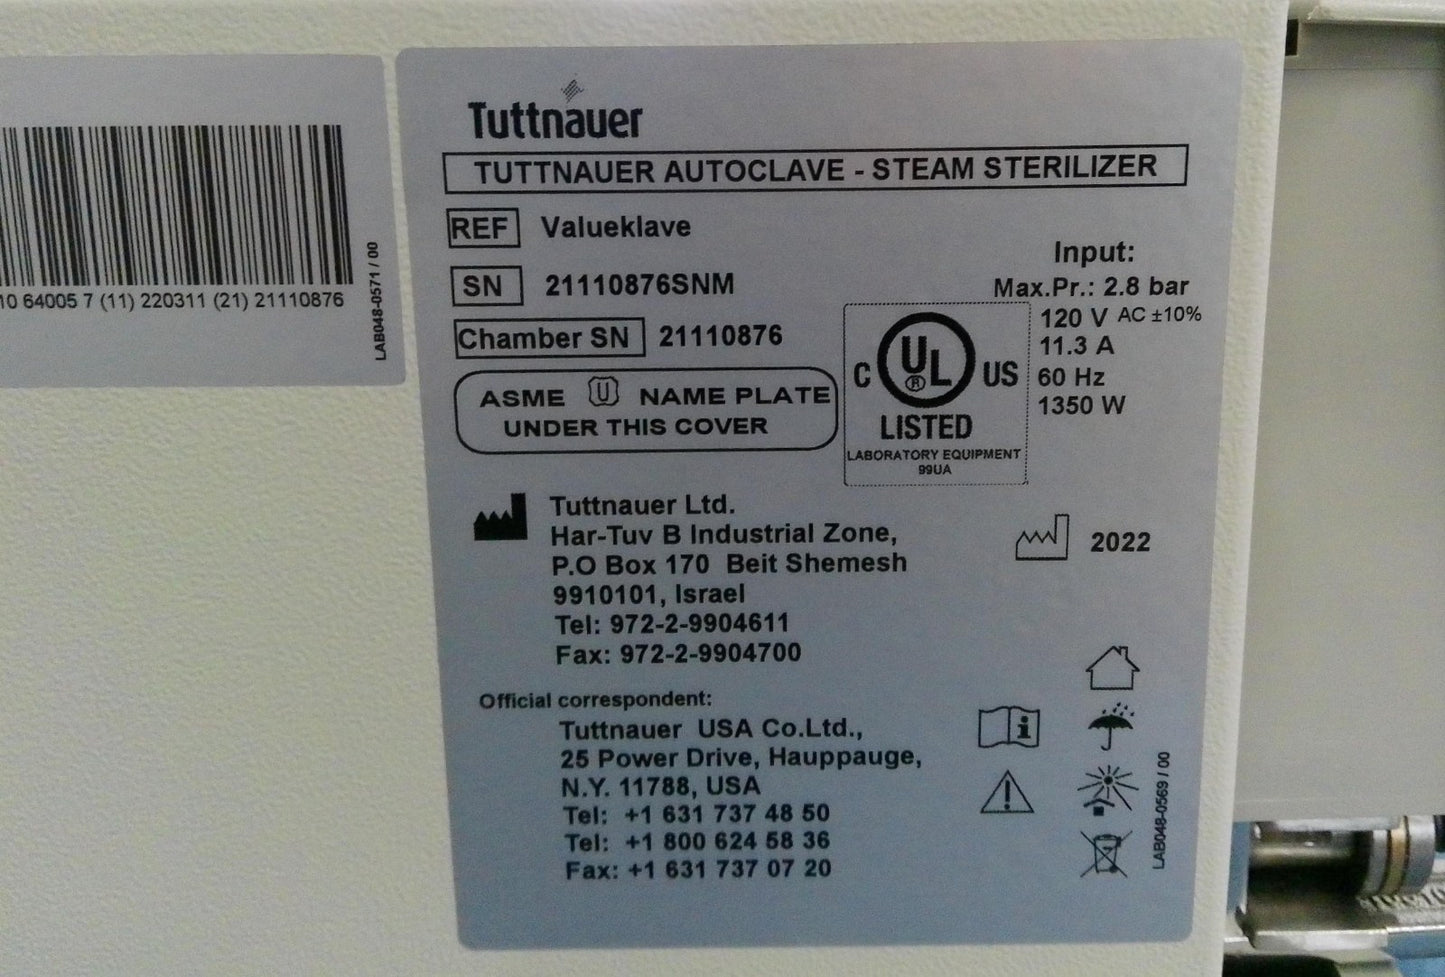 10 64005 7 (11) 220311 (21) 21110876
LAB048-0571 / 00
Tuttnauer
TUTTNAUER AUTOCLAVE - STEAM STERILIZER
REF Valueklave
SN 21110876SNM
Chamber SN 21110876
ASME U NAME PLATE
UNDER THIS COVER
Input:
Max.Pr.: 2.8 bar
120 V AC ±10%
11.3 A
60 Hz
1350 W
C UL ® US
LISTED
LABORATORY EQUIPMENT
99UA
Tuttnauer Ltd.
Har-Tuv B Industrial Zone,
P.O Box 170 Beit Shemesh
9910101, Israel
Tel: 972-2-9904611
Fax: 972-2-9904700
2022
Official correspondent:
Tuttnauer USA Co.Ltd.,
25 Power Drive, Hauppauge,
N.Y. 11788, USA
Tel: +1 631 737 48 50
Tel: +1 800 624 58 36
Fax: +1 631 737 07 20
LAB048-0569 / 00